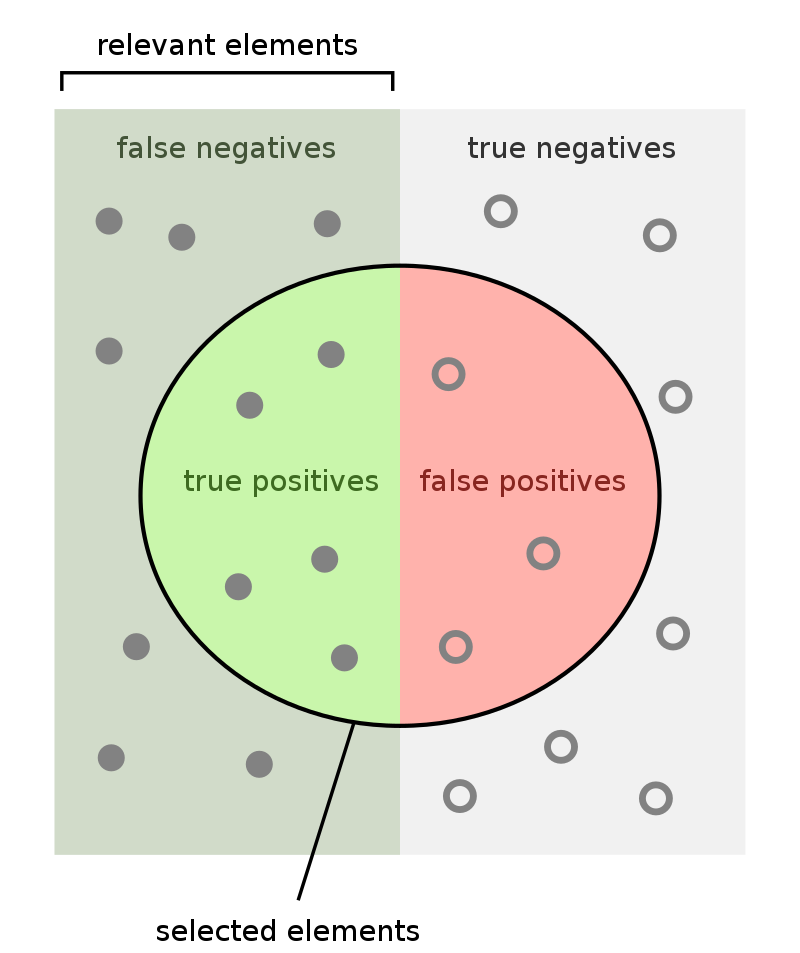 relevant elements
false negatives
true negatives
true positives
false positives
selected elements